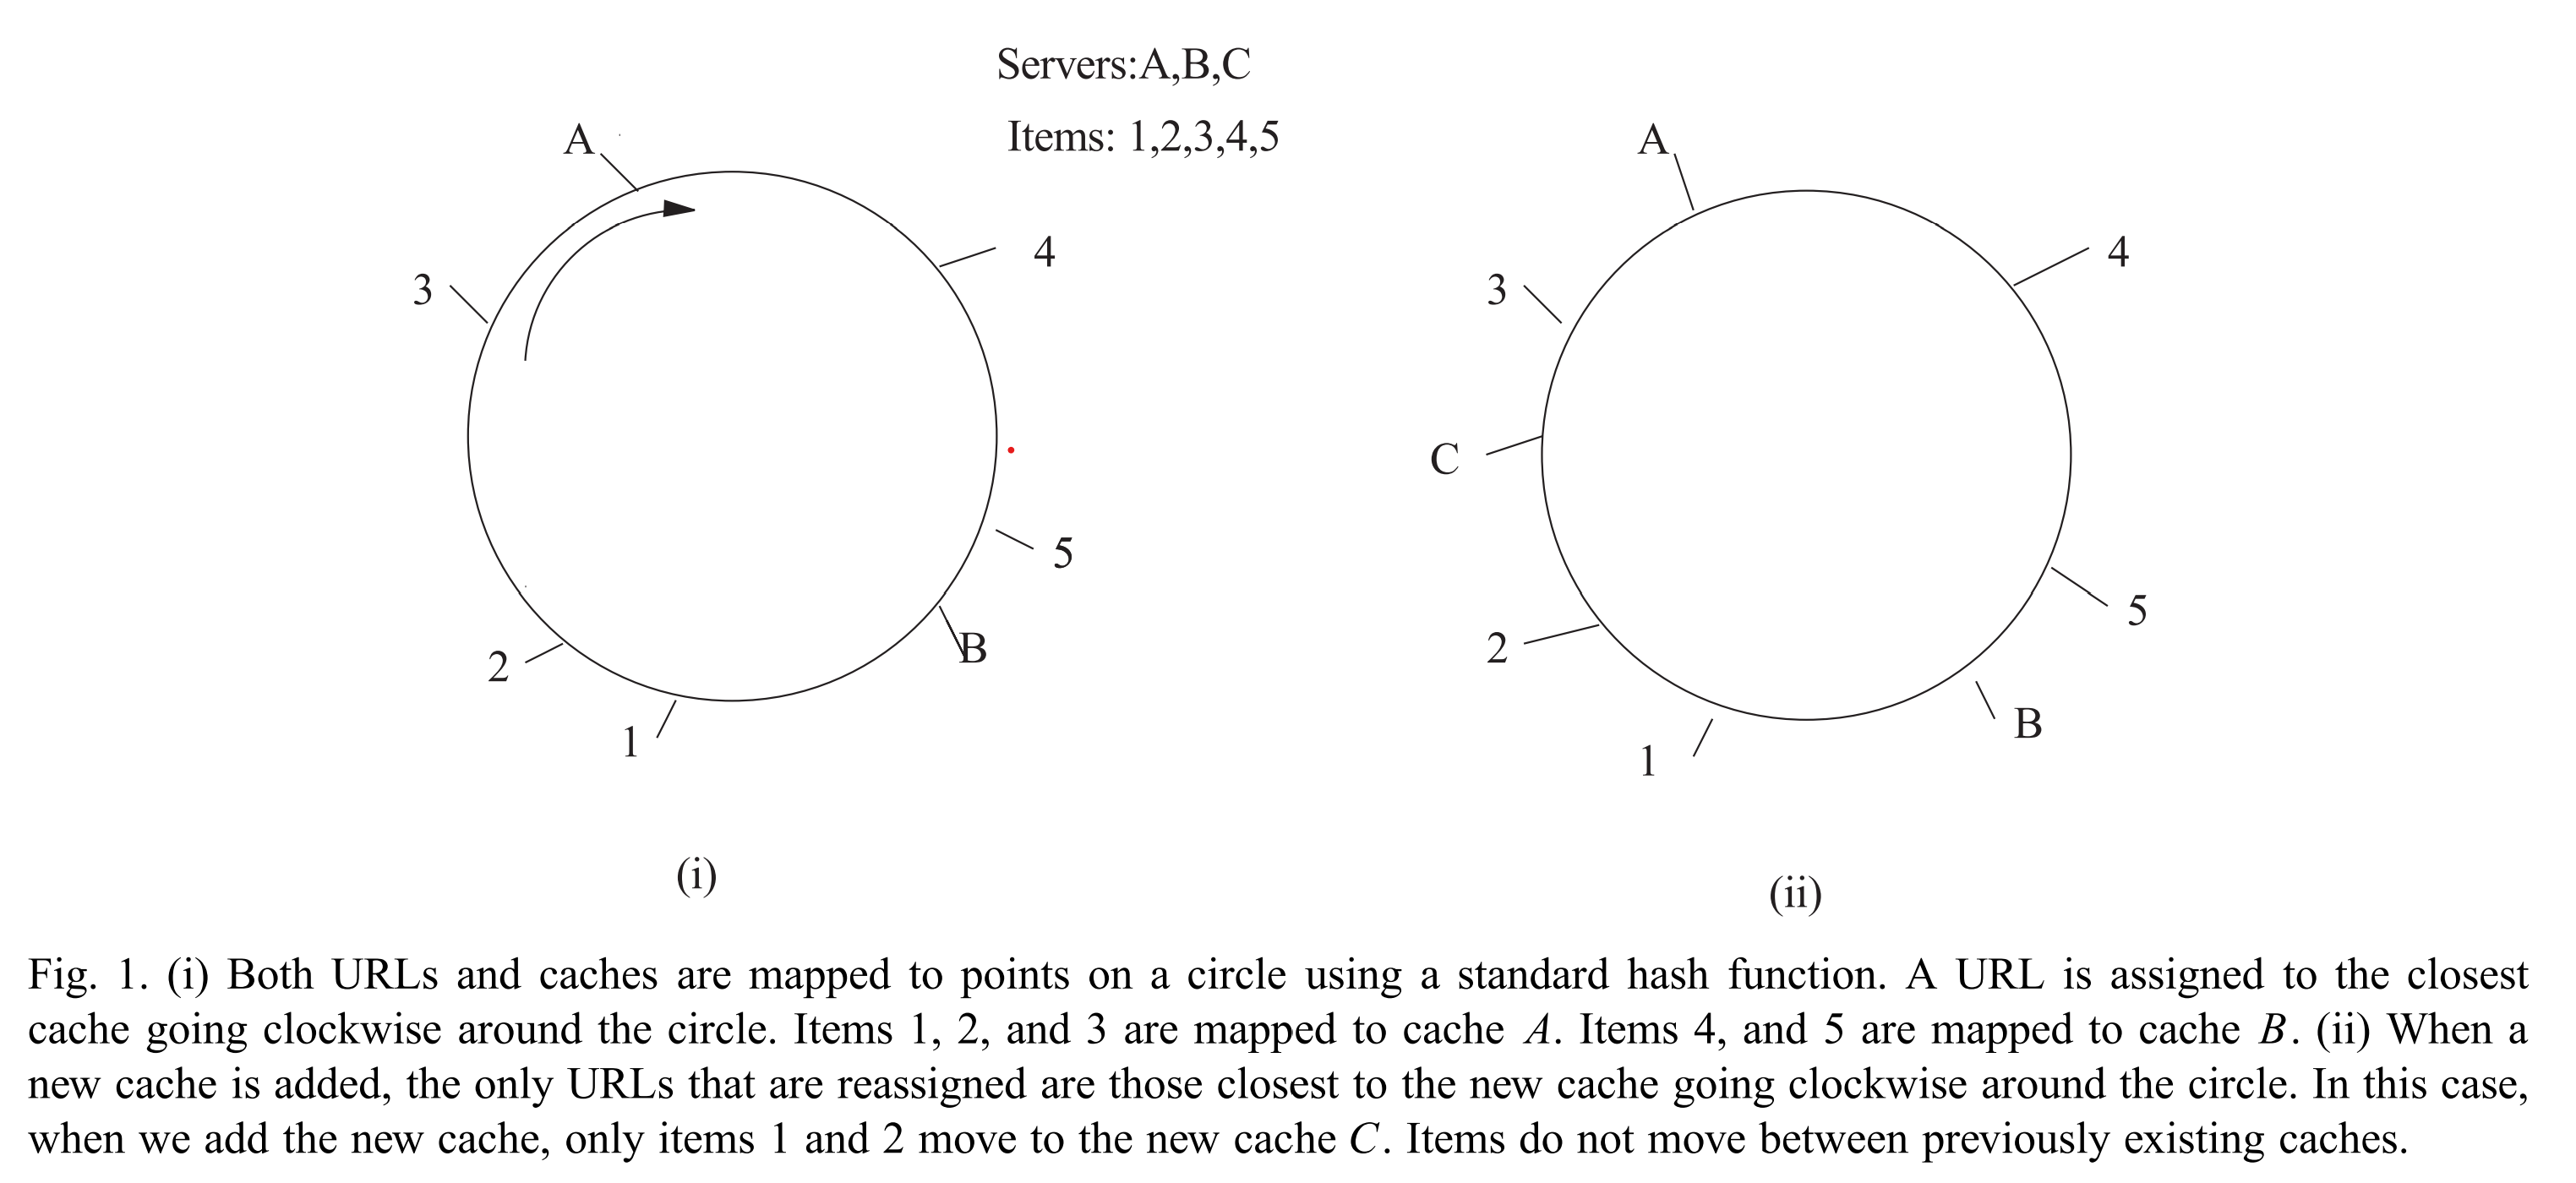 Servers:A,B,C
Items: 1,2,3,4,5
A
3
4
5
B
2
1
(i)
A
3
4
C
5
2
B
1
(ii)
Fig. 1. (i) Both URLs and caches are mapped to points on a circle using a standard hash function. A URL is assigned to the closest
cache going clockwise around the circle. Items 1, 2, and 3 are mapped to cache A. Items 4, and 5 are mapped to cache B. (ii) When a
new cache is added, the only URLs that are reassigned are those closest to the new cache going clockwise around the circle. In this case,
when we add the new cache, only items 1 and 2 move to the new cache C. Items do not move between previously existing caches.